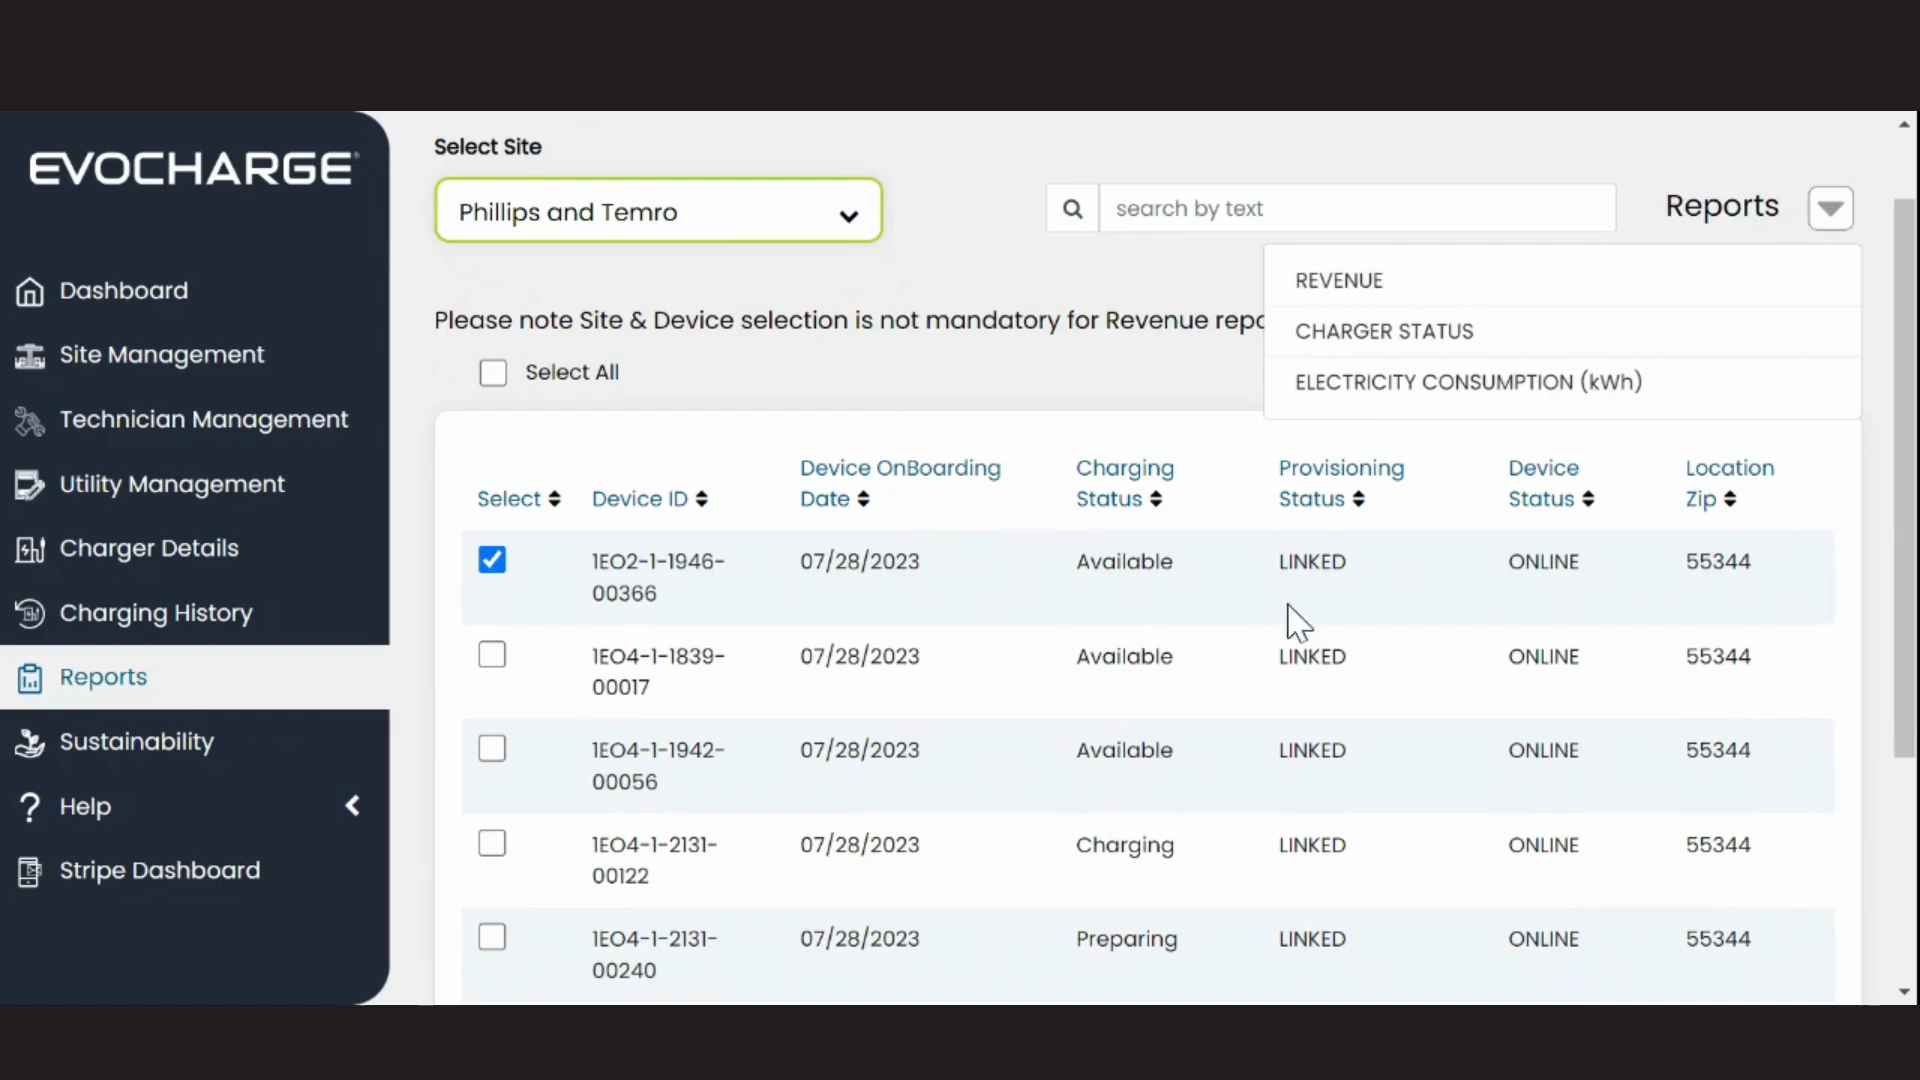 EVOCHARGE
Dashboard
Site Management
Technician Management
Utility Management
Charger Details
Charging History
Reports
Sustainability
Help
Stripe Dashboard
Select Site
Phillips and Temro
search by text
Reports
REVENUE
CHARGER STATUS
ELECTRICITY CONSUMPTION (kWh)
Please note Site & Device selection is not mandatory for Revenue repo
Select All
Select Device ID Device OnBoarding Date Charging Status Provisioning Status Device Status Location Zip
1EO2-1-1946-00366 07/28/2023 Available LINKED ONLINE 55344
1EO4-1-1839-00017 07/28/2023 Available LINKED ONLINE 55344
1EO4-1-1942-00056 07/28/2023 Available LINKED ONLINE 55344
1EO4-1-2131-00122 07/28/2023 Charging LINKED ONLINE 55344
1EO4-1-2131-00240 07/28/2023 Preparing LINKED ONLINE 55344